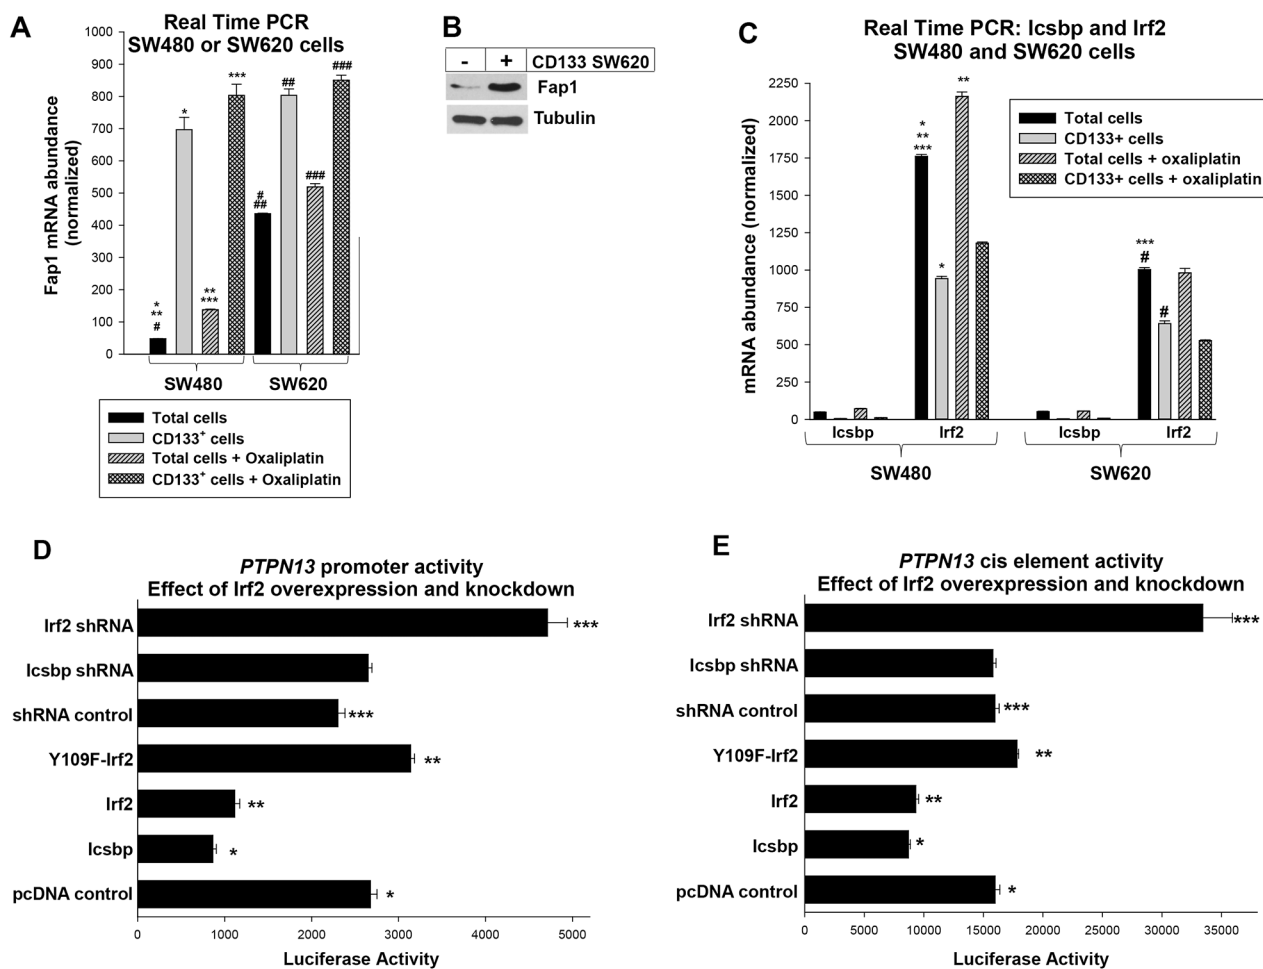 A
Real Time PCR
SW480 or SW620 cells
Fap1 mRNA abundance
(normalized)
1000
900
800
700
600
500
400
300
200
100
0
*
**
#
*
**
***
***
#
##
##
###
###
SW480
SW620
Total cells
CD133+ cells
Total cells + Oxaliplatin
CD133+ cells + Oxaliplatin
B
- + CD133 SW620
Fap1
Tubulin
C
Real Time PCR: Icsbp and Irf2
SW480 and SW620 cells
mRNA abundance (normalized)
2250
2000
1750
1500
1250
1000
750
500
250
0
*
**
***
*
**
***
#
#
Total cells
CD133+ cells
Total cells + oxaliplatin
CD133+ cells + oxaliplatin
Icsbp Irf2 Icsbp Irf2
SW480 SW620
D
PTPN13 promoter activity
Effect of Irf2 overexpression and knockdown
Irf2 shRNA ***
Icsbp shRNA
shRNA control ***
Y109F-Irf2 **
Irf2 **
Icsbp *
pcDNA control *
0 1000 2000 3000 4000 5000
Luciferase Activity
E
PTPN13 cis element activity
Effect of Irf2 overexpression and knockdown
Irf2 shRNA ***
Icsbp shRNA
shRNA control ***
Y109F-Irf2 **
Irf2 **
Icsbp *
pcDNA control *
0 5000 10000 15000 20000 25000 30000 35000
Luciferase Activity